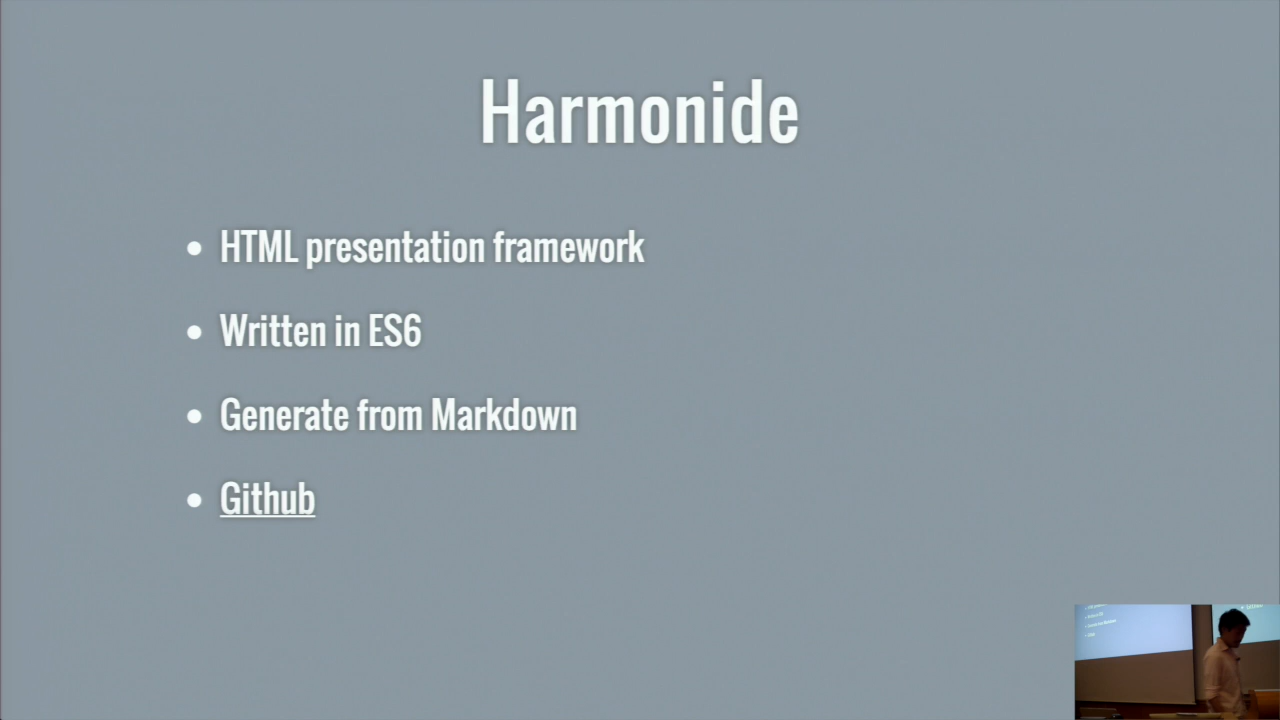 Harmonide
HTML presentation framework
Written in ES6
Generate from Markdown
Github